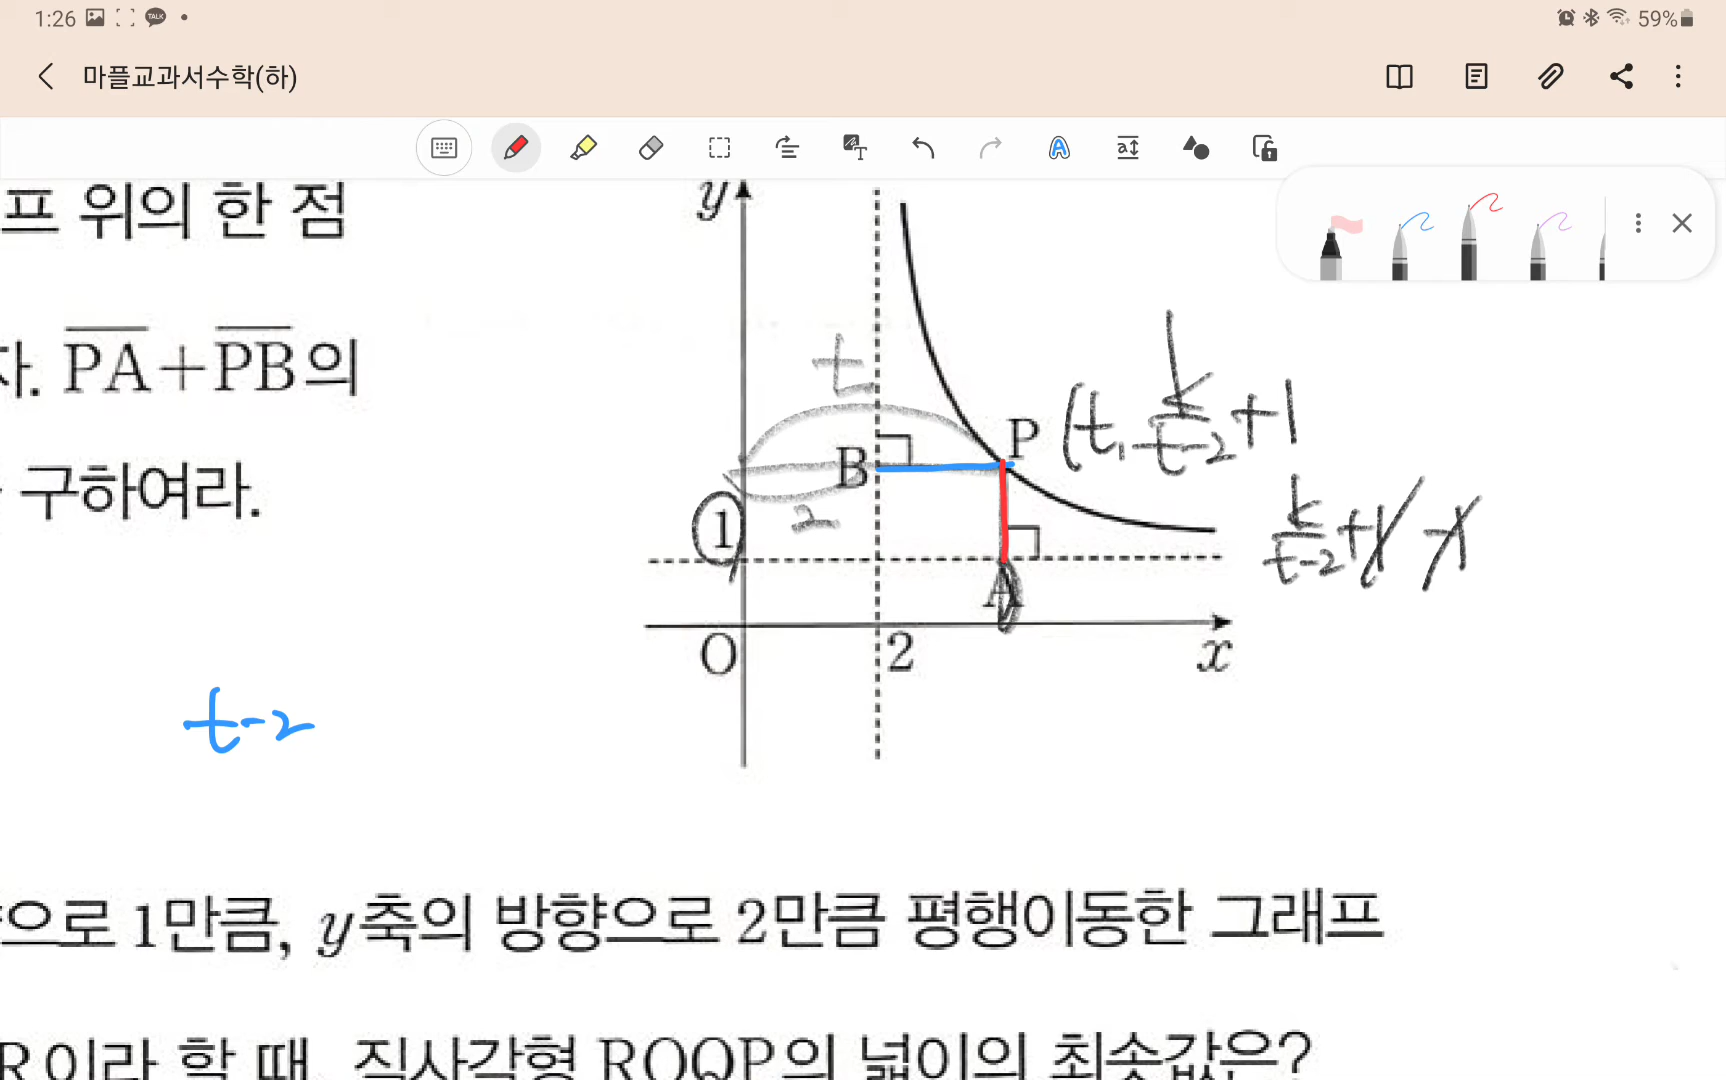 1:26 TALK 59%
마플교과서수학(하)
프 위의 한 점
PA+PB의
구하여라.
y
t
B
P (t, k/t-2 +1
2
1
k/t-2 +1 -1
A
O 2 x
t-2
으로 1만큼, y축의 방향으로 2만큼 평행이동한 그래프
R이라 할 때, 직사각형 ROQP의 넓이의 최솟값은?